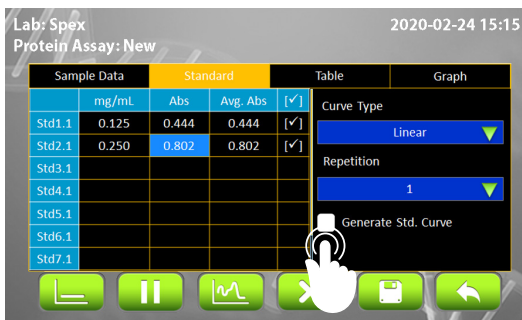 Lab: Spex 2020-02-24 15:15
Protein Assay: New
Sample Data Standard Table Graph
mg/mL Abs Avg. Abs [✓]
Std1.1 0.125 0.444 0.444 [✓]
Std2.1 0.250 0.802 0.802 [✓]
Std3.1
Std4.1
Std5.1
Std6.1
Std7.1
Curve Type
Linear
Repetition
1
Generate Std. Curve